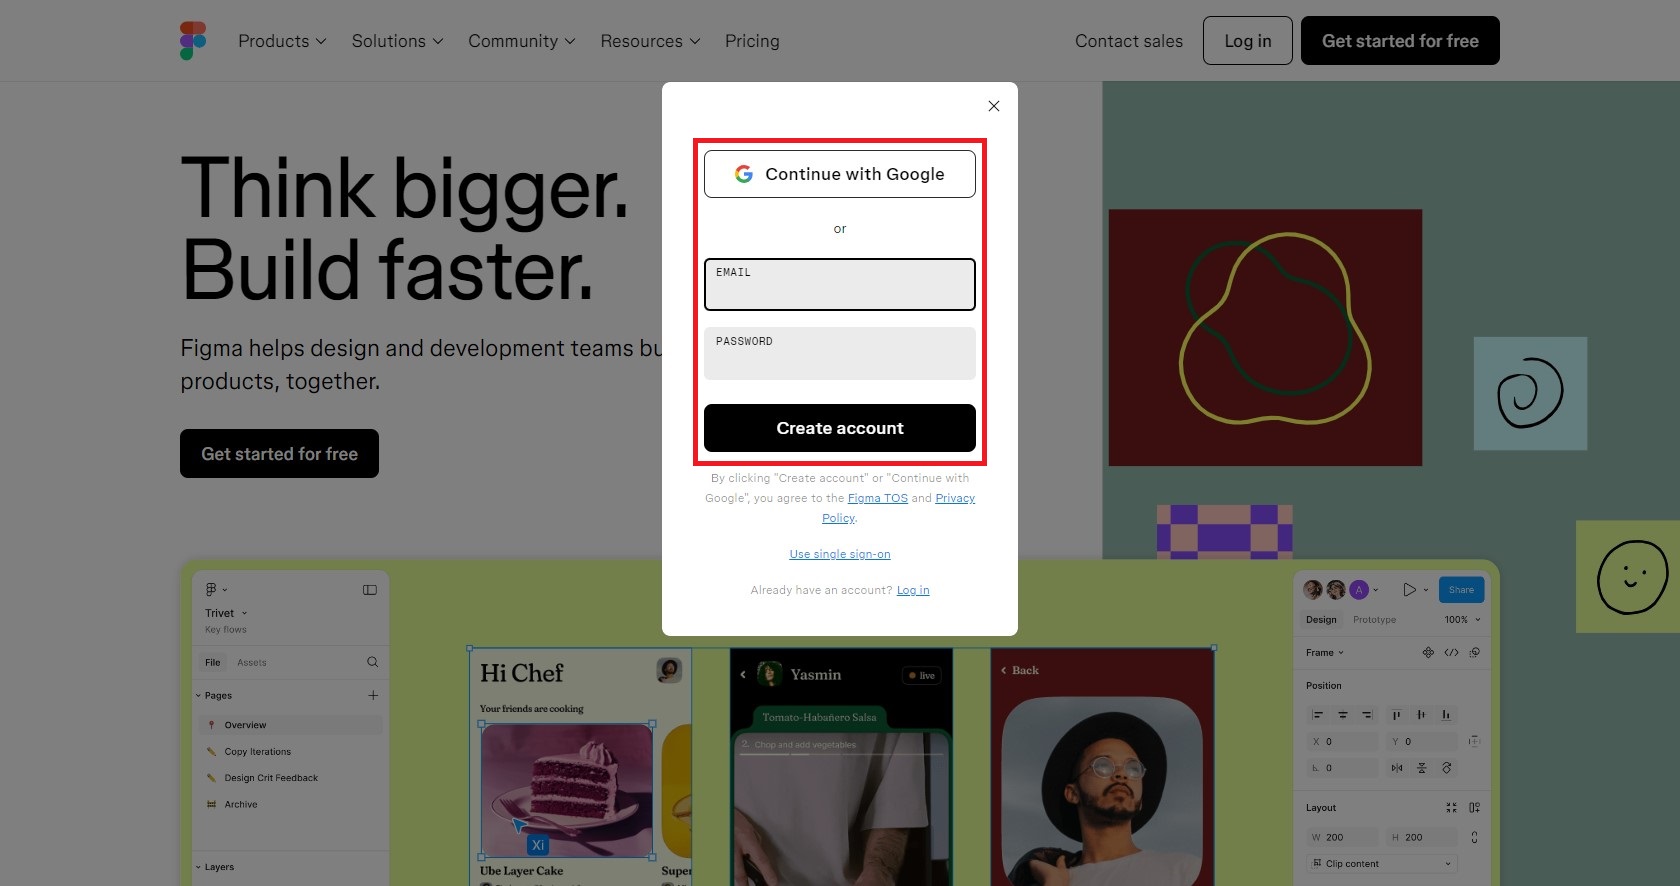 Products
Solutions
Community
Resources
Pricing
Contact sales
Log in
Get started for free
Think bigger.
Build faster.
Figma helps design and development teams bu
products, together.
Get started for free
Continue with Google
or
EMAIL
PASSWORD
Create account
By clicking "Create account" or "Continue with
Google", you agree to the Figma TOS and Privacy
Policy.
Use single sign-on
Already have an account? Log in
Trivet
Key flows
File
Assets
Pages
Overview
Copy Iterations
Design Crit Feedback
Archive
Layers
Hi Chef
Your friends are cooking
Xi
Ube Layer Cake
Super
Yasmin
live
Tomato-Habañero Salsa
2. Chop and add vegetables
Back
A
Share
Design
Prototype
100%
Frame
Position
X 0
Y 0
0
Layout
W 200
H 200
Clip content